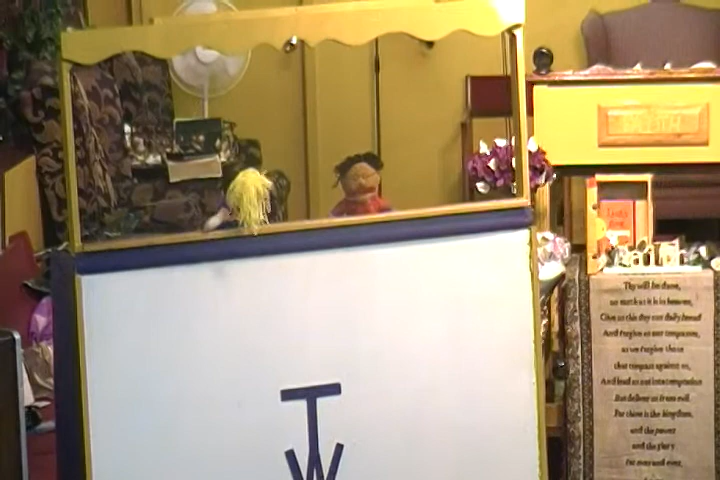 T
W
Thy will be done,
on earth as it is in heaven,
Give us this day our daily bread
And forgive us our trespasses,
as we forgive those
that trespass against us,
And lead us not into temptation
But deliver us from evil.
For thine is the kingdom,
and the power
and the glory
For ever and ever,